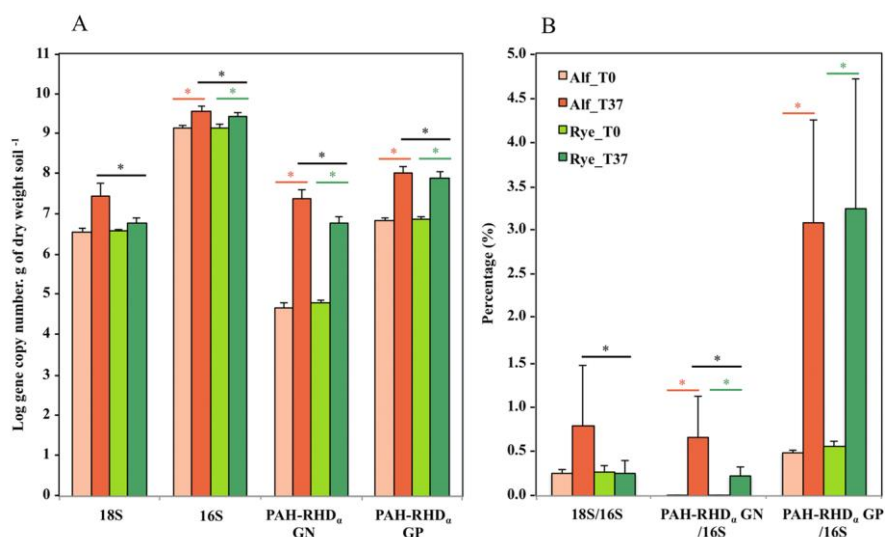 A
Log gene copy number. g of dry weight soil ⁻¹
11
10
9
8
7
6
5
4
3
2
1
0
*
*
*
*
*
*
*
*
*
*
18S
16S
PAH-RHDα
GN
PAH-RHDα
GP
B
Percentage (%)
5.0
4.5
4.0
3.5
3.0
2.5
2.0
1.5
1.0
0.5
0.0
Alf_T0
Alf_T37
Rye_T0
Rye_T37
*
*
*
*
*
*
18S/16S
PAH-RHDα GN
/16S
PAH-RHDα GP
/16S